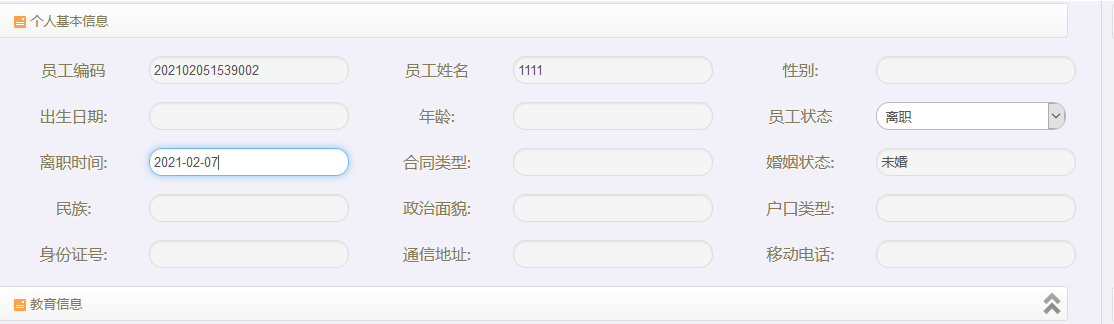 个人基本信息
员工编码 202102051539002 员工姓名 1111 性别:
出生日期: 年龄: 员工状态 离职
离职时间: 2021-02-07 合同类型: 婚姻状态: 未婚
民族: 政治面貌: 户口类型:
身份证号: 通信地址: 移动电话:
教育信息